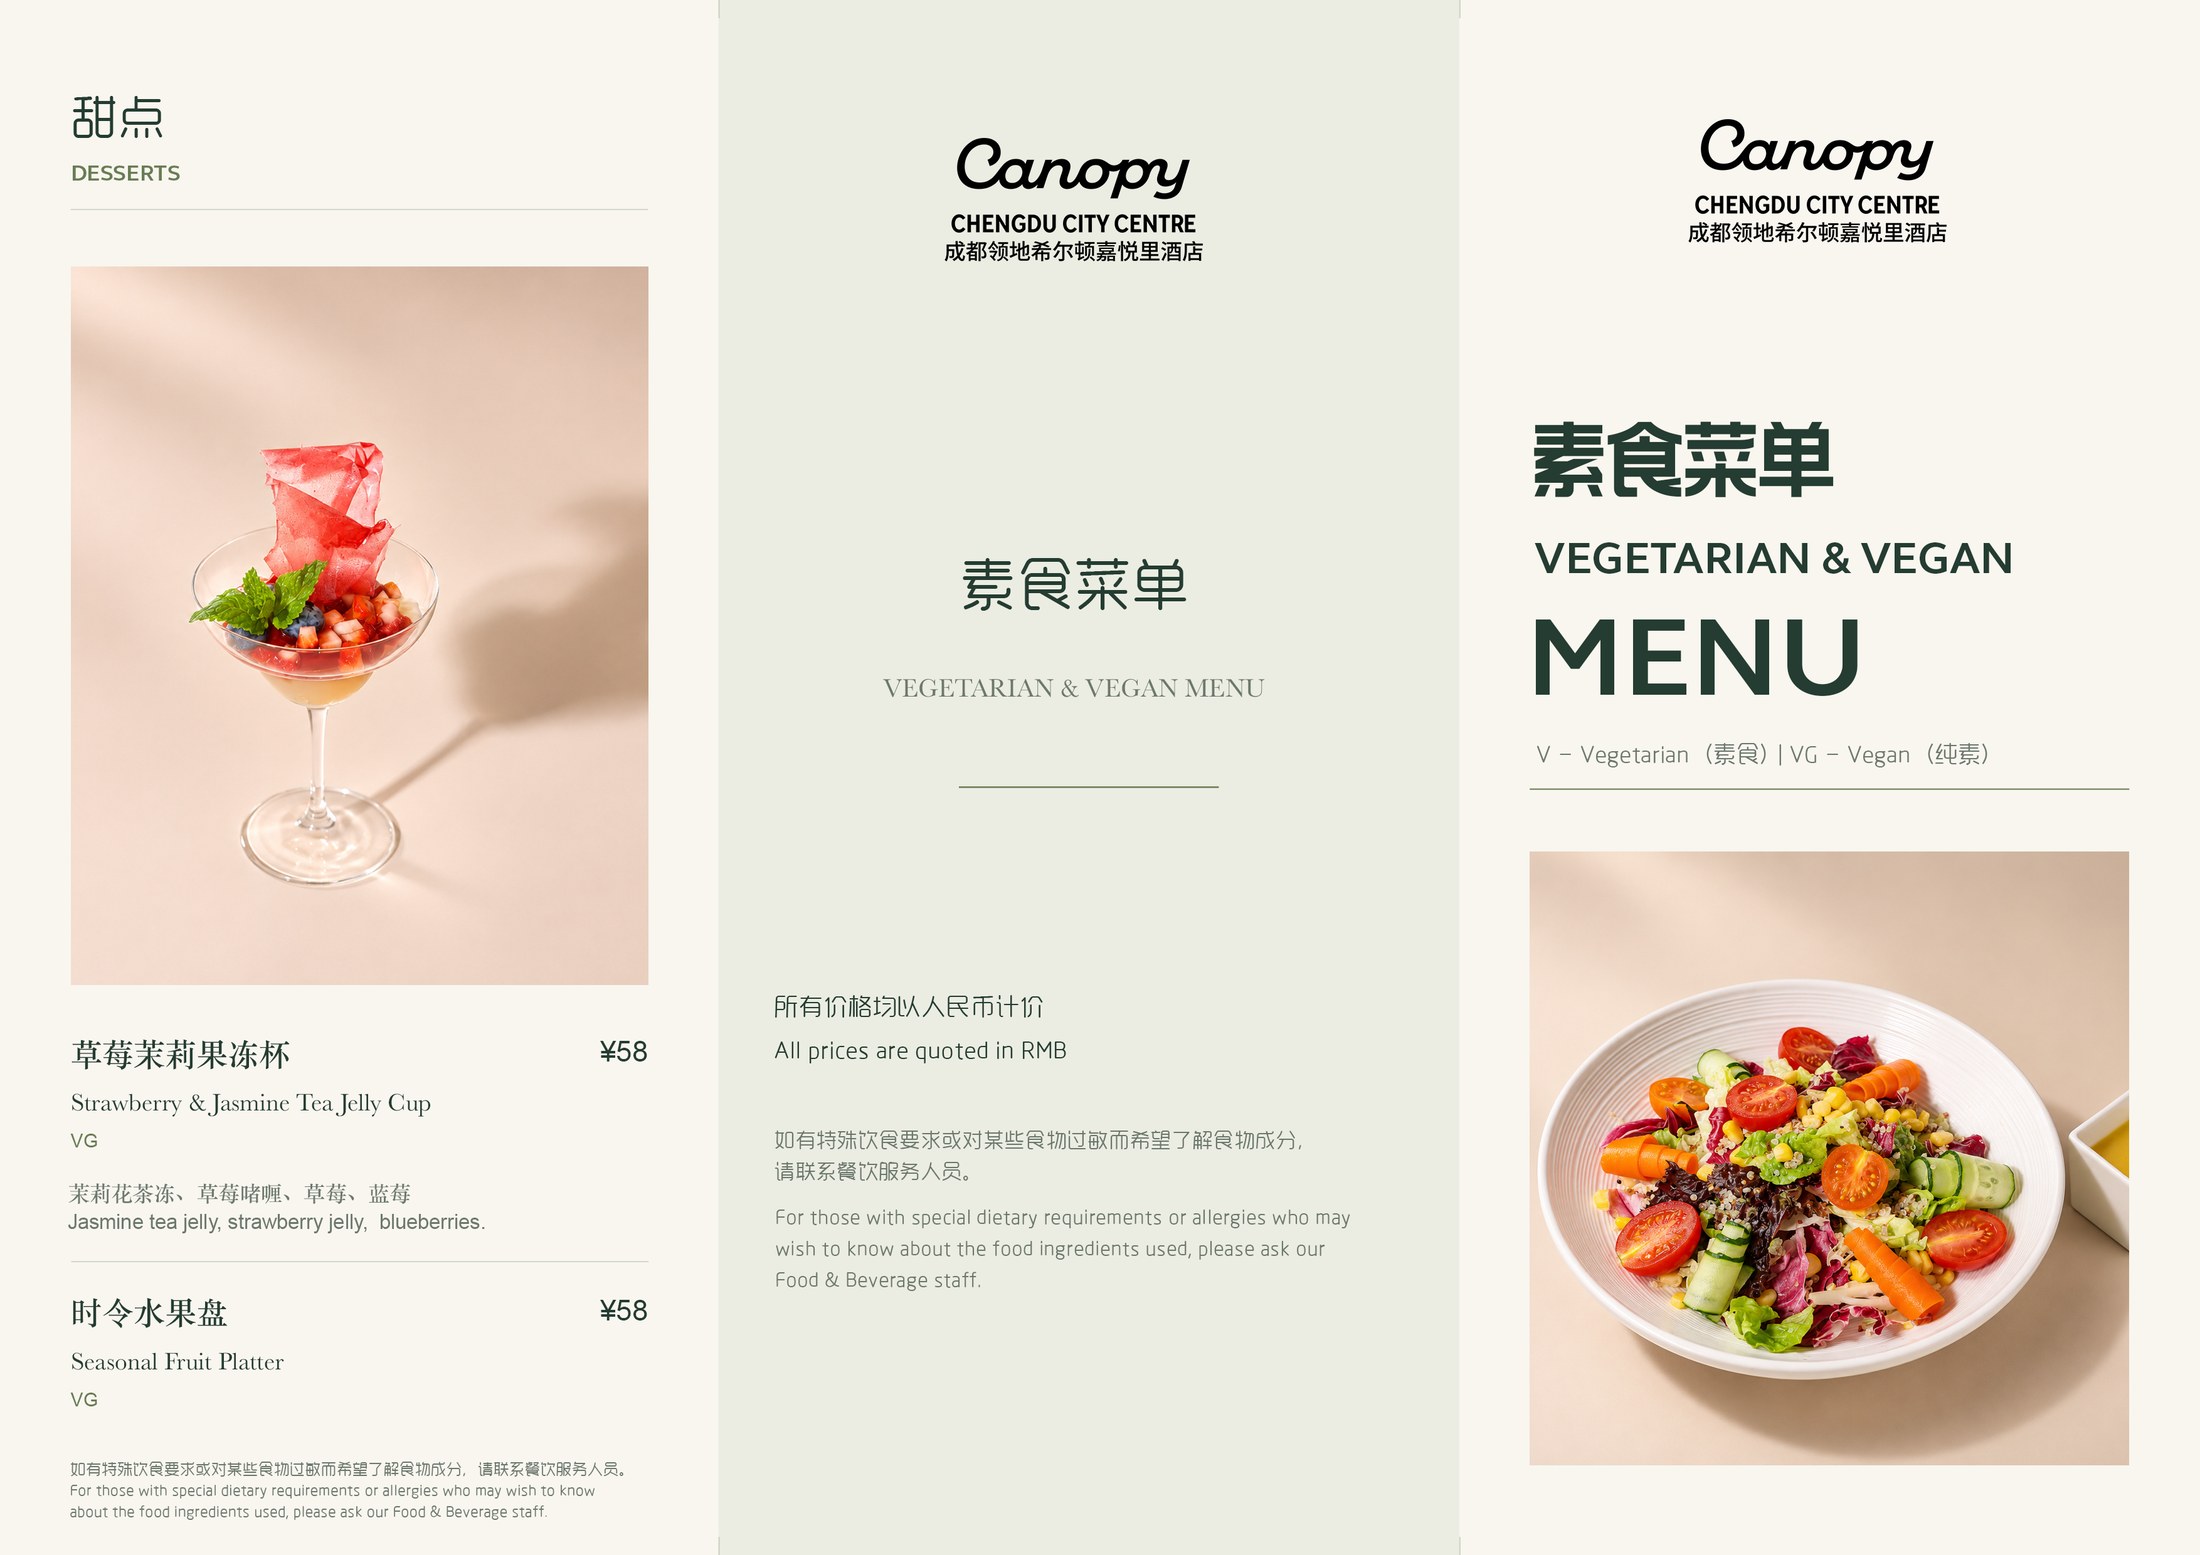 甜点
DESSERTS
草莓茉莉果冻杯 ¥58
Strawberry & Jasmine Tea Jelly Cup
VG
茉莉花茶冻、草莓啫喱、草莓、蓝莓
Jasmine tea jelly, strawberry jelly, blueberries.
时令水果盘 ¥58
Seasonal Fruit Platter
VG
如有特殊饮食要求或对某些食物过敏而希望了解食物成分，请联系餐饮服务人员。
For those with special dietary requirements or allergies who may wish to know
about the food ingredients used, please ask our Food & Beverage staff.
Canopy
CHENGDU CITY CENTRE
成都领地希尔顿嘉悦里酒店
素食菜单
VEGETARIAN & VEGAN MENU
所有价格均以人民币计价
All prices are quoted in RMB
如有特殊饮食要求或对某些食物过敏而希望了解食物成分，
请联系餐饮服务人员。
For those with special dietary requirements or allergies who may
wish to know about the food ingredients used, please ask our
Food & Beverage staff.
Canopy
CHENGDU CITY CENTRE
成都领地希尔顿嘉悦里酒店
素食菜单
VEGETARIAN & VEGAN
MENU
V - Vegetarian（素食）| VG - Vegan（纯素）